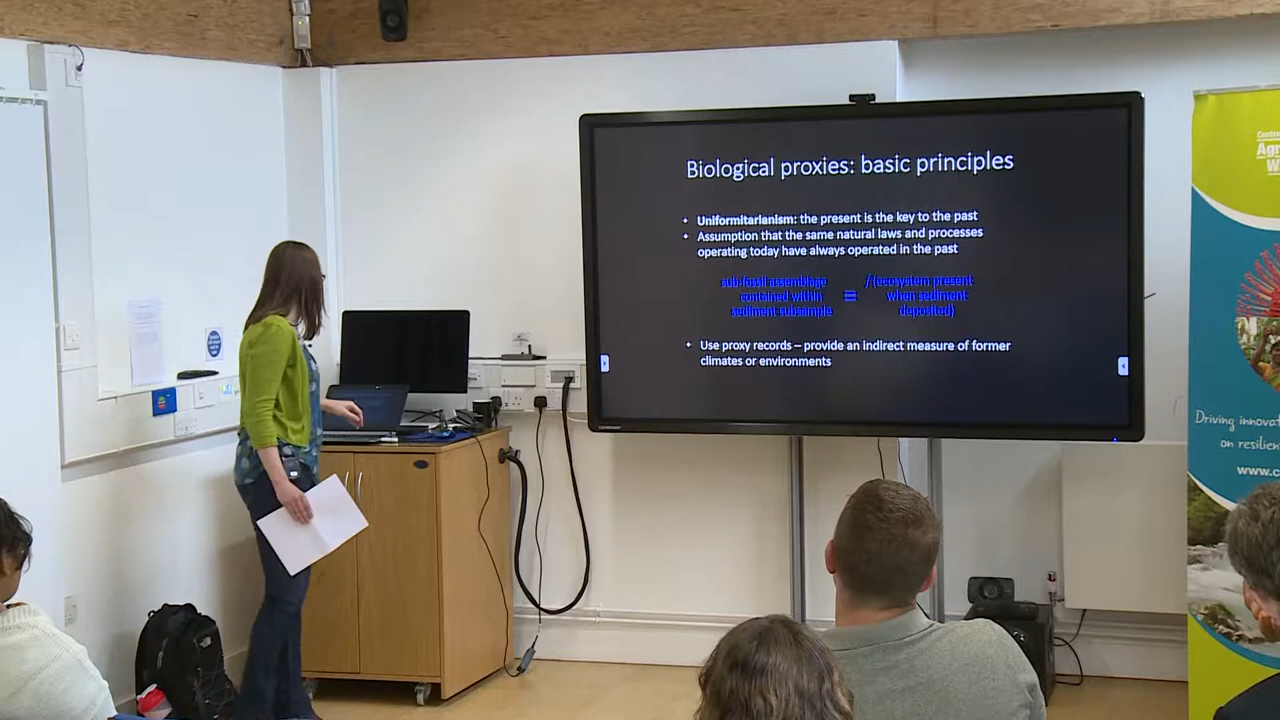 Biological proxies: basic principles
• Uniformitarianism: the present is the key to the past
• Assumption that the same natural laws and processes
operating today have always operated in the past
sub-fossil assemblage
contained within
sediment subsample
=
f (ecosystem present
when sediment
deposited)
• Use proxy records – provide an indirect measure of former
climates or environments
Driving innovat
on resilien
www.c